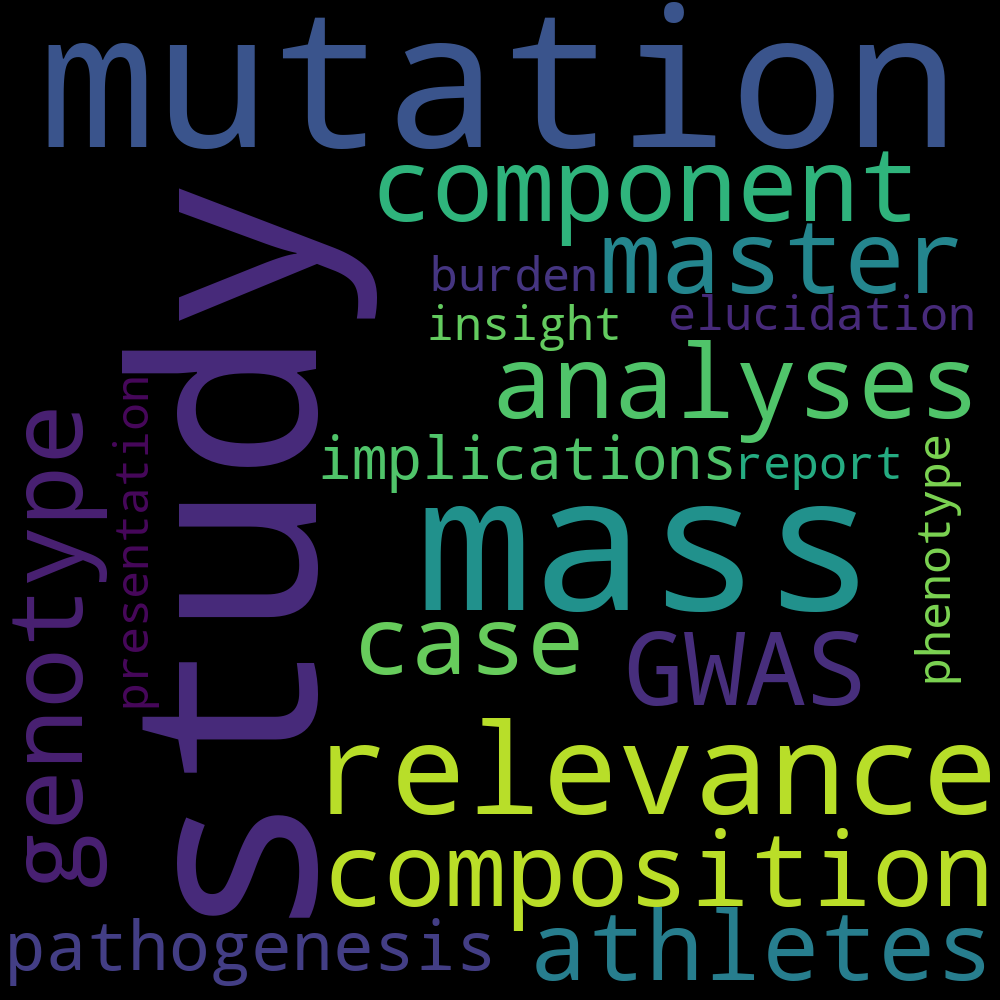 mutation
component
master
burden
elucidation
insight
analyses
implications
report
mass
case
GWAS
relevance
composition
athletes
pathogenesis
study
genotype
presentation
phenotype